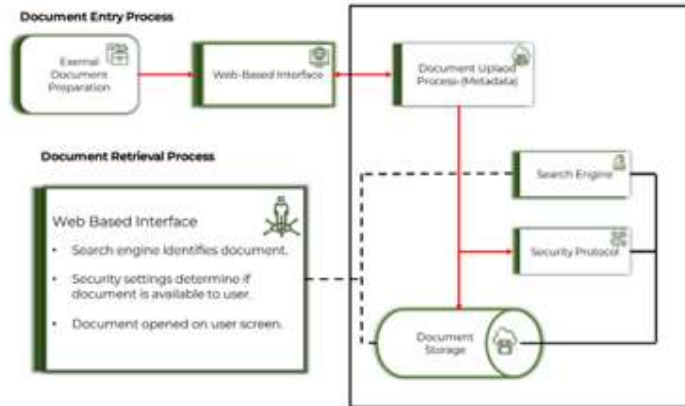 Document Entry Process
Exernal
Document
Preparation
Web-Based Interface
Document Uplaod
Process-(Metadata)
Document Retrieval Process
Search Engine
Web Based Interface
• Search engine identifies document.
• Security settings determine if
document is available to user.
• Document opened on user screen.
Security Protocol
Document
Storage